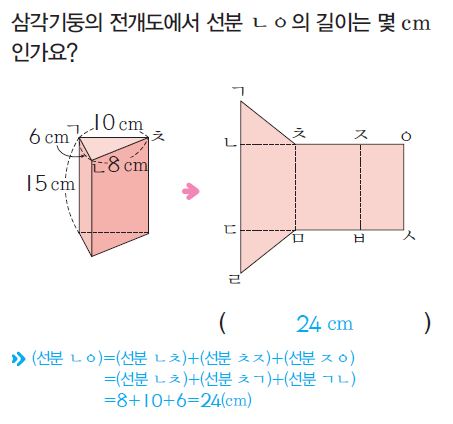 삼각기둥의 전개도에서 선분 ㄴㅇ의 길이는 몇 cm
인가요?
ㄱ
10 cm
ㅊ
6 cm
ㄴ
8 cm
15 cm
ㄱ
ㄴ
ㅊ
ㅈ
ㅇ
ㄷ
ㅁ
ㅂ
ㅅ
ㄹ
( 24 cm )
(선분 ㄴㅇ)=(선분 ㄴㅊ)+(선분 ㅊㅈ)+(선분 ㅈㅇ)
=(선분 ㄴㅊ)+(선분 ㅊㄱ)+(선분 ㄱㄴ)
=8+10+6=24(cm)